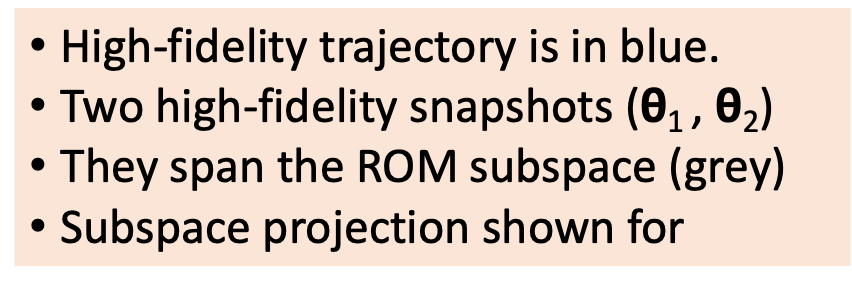 • High-fidelity trajectory is in blue.
• Two high-fidelity snapshots (θ₁ , θ₂)
• They span the ROM subspace (grey)
• Subspace projection shown for